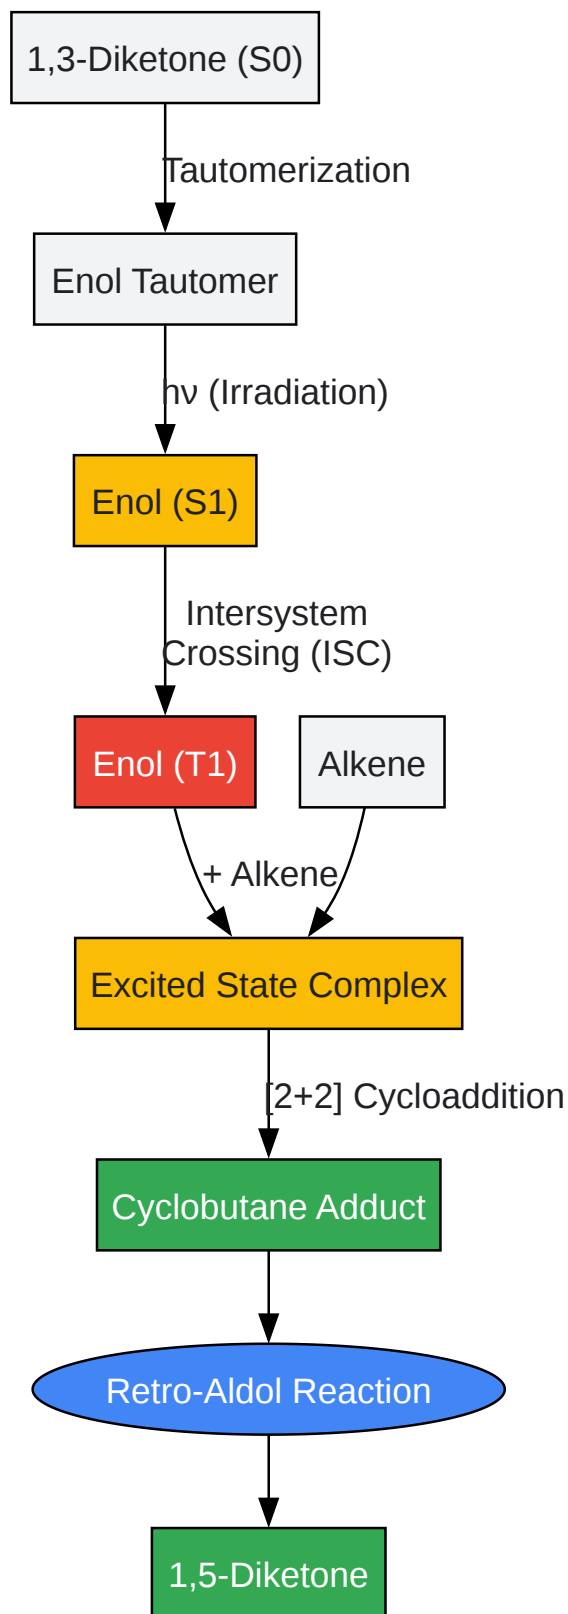 1,3-Diketone (S0)
Tautomerization
Enol Tautomer
hν (Irradiation)
Enol (S1)
Intersystem
Crossing (ISC)
Enol (T1)
Alkene
+ Alkene
Excited State Complex
[2+2] Cycloaddition
Cyclobutane Adduct
Retro-Aldol Reaction
1,5-Diketone